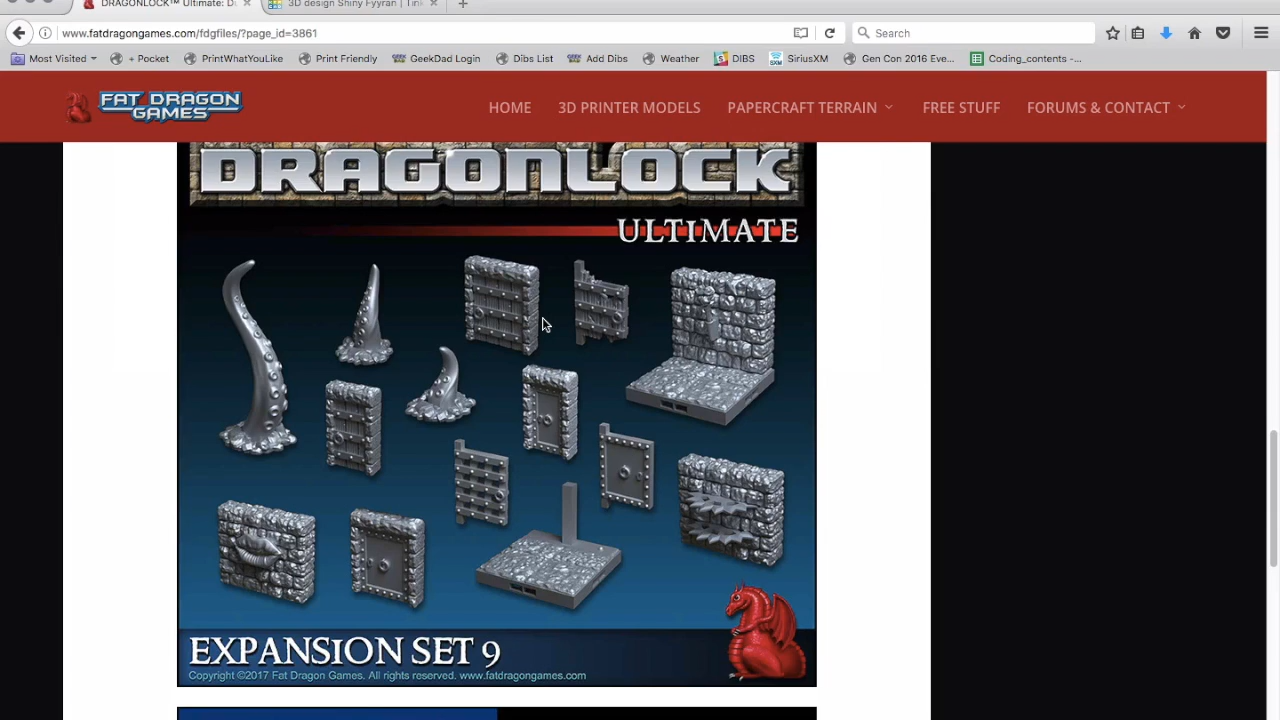 DRAGONLOCK™ Ultimate: D
3D design Shiny Fyyran | Tin
www.fatdragongames.com/fdgfiles/?page_id=3861
Search
Most Visited
+ Pocket
PrintWhatYouLike
Print Friendly
GeekDad Login
Dibs List
Add Dibs
Weather
DIBS
SiriusXM
Gen Con 2016 Eve...
Coding_contents -...
FAT DRAGON
GAMES
HOME
3D PRINTER MODELS
PAPERCRAFT TERRAIN
FREE STUFF
FORUMS & CONTACT
DRAGONLOCK
ULTIMATE
EXPANSION SET 9
Copyright ©2017 Fat Dragon Games. All rights reserved. www.fatdragongames.com